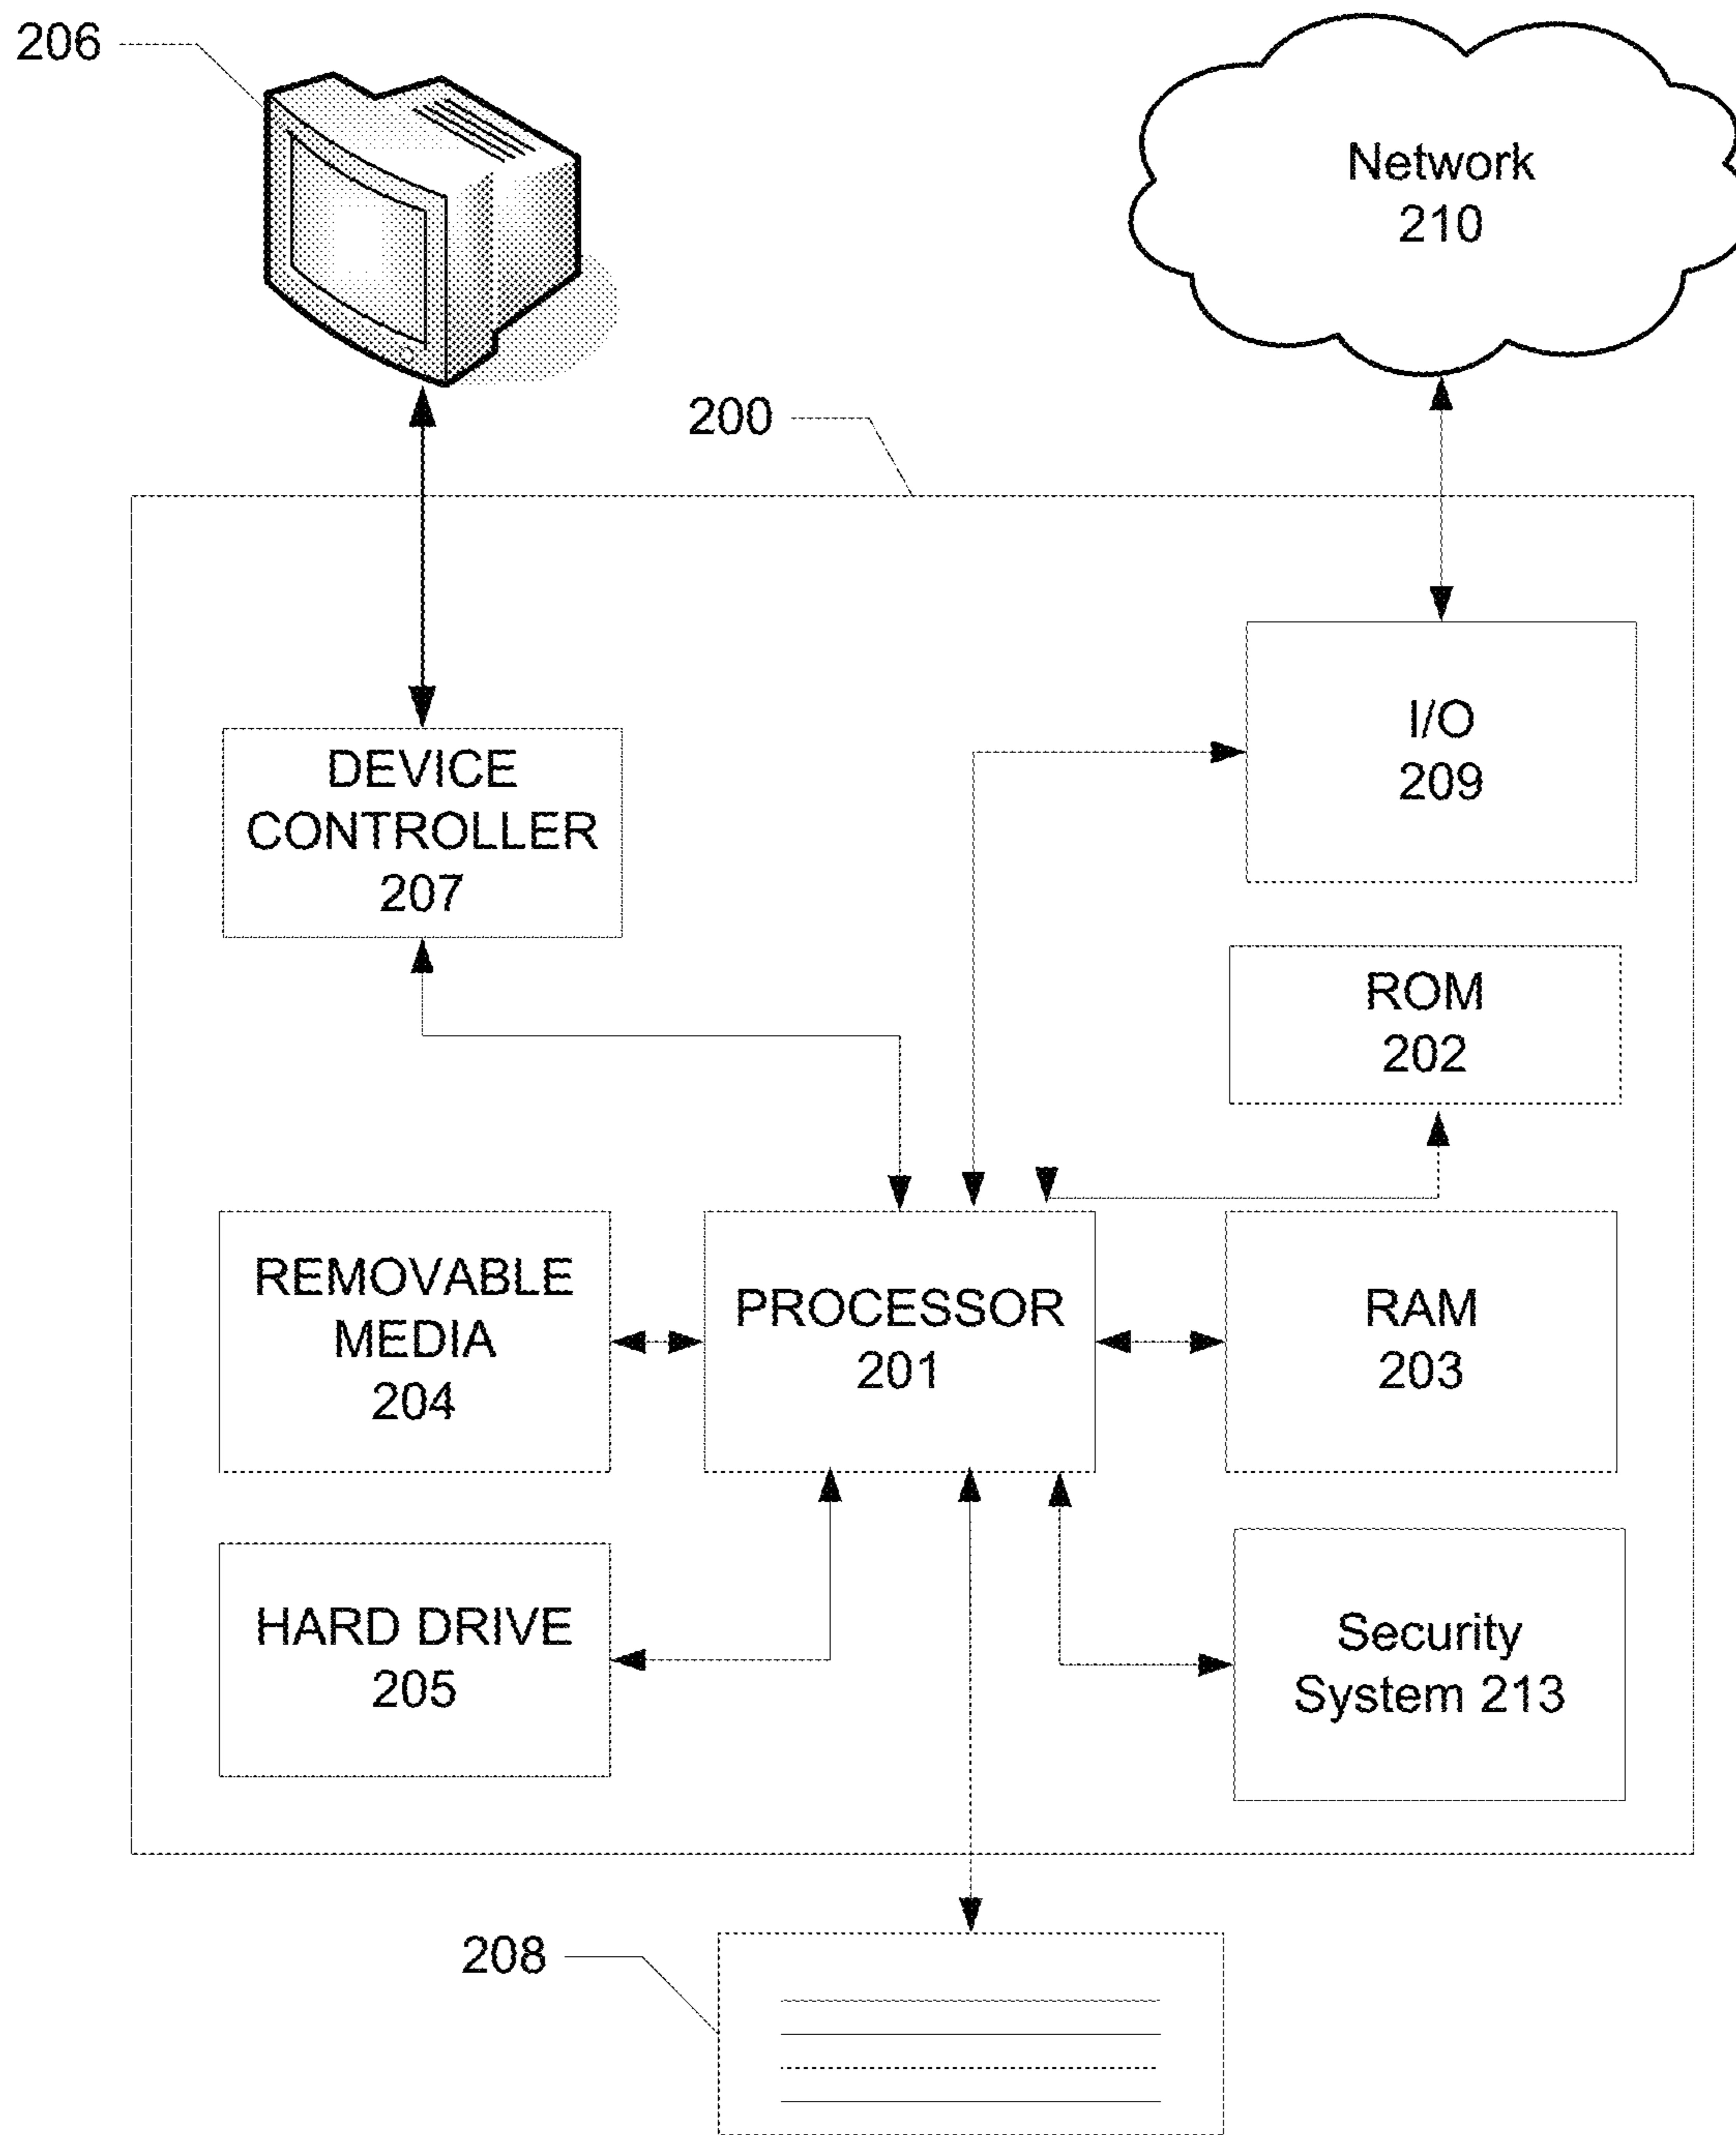 206
Network
210
200
DEVICE
CONTROLLER
207
I/O
209
ROM
202
REMOVABLE
MEDIA
204
PROCESSOR
201
RAM
203
HARD DRIVE
205
Security
System 213
208